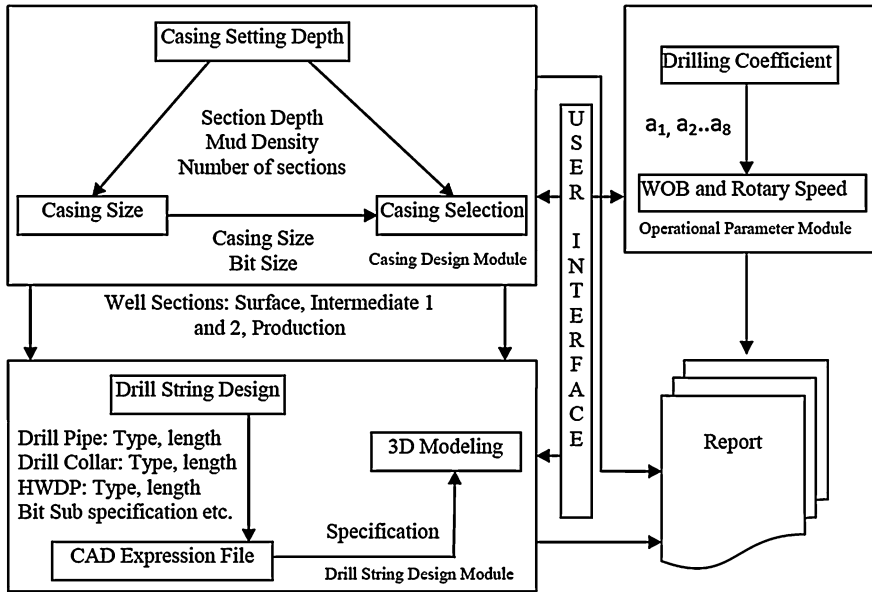 Casing Setting Depth
Section Depth
Mud Density
Number of sections
Casing Size
Casing Selection
Casing Size
Bit Size
Casing Design Module
Well Sections: Surface, Intermediate 1
and 2, Production
Drill String Design
Drill Pipe: Type, length
Drill Collar: Type, length
HWDP: Type, length
Bit Sub specification etc.
3D Modeling
Specification
CAD Expression File
Drill String Design Module
USER INTERFACE
Drilling Coefficient
a₁, a₂..a₈
WOB and Rotary Speed
Operational Parameter Module
Report